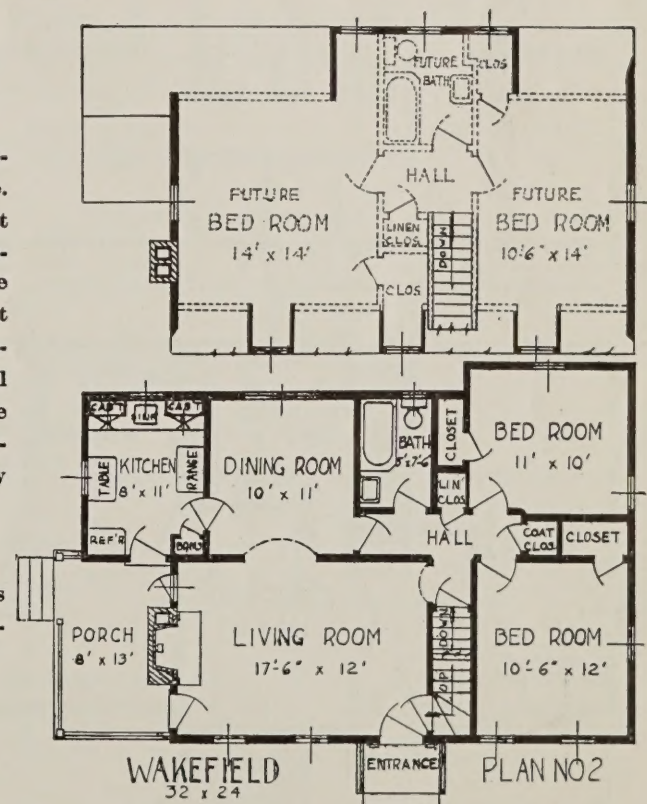 FUTURE
BATH
CLOS
HALL
FUTURE
BED ROOM
14' x 14'
FUTURE
BED ROOM
10'-6" x 14'
LINEN
CLOS.
DOWN
CLOS.
CAB'T
SINK
CAB'T
TABLE
KITCHEN
8' x 11'
RANGE
REF'R
DINING ROOM
10' x 11'
BATH
5'x7'-6"
CLOSET
LIN'
CLOS
BED ROOM
11' x 10'
HALL
COAT
CLOS.
CLOSET
PORCH
8' x 13'
LIVING ROOM
17'-6" x 12'
DOWN
UP
BED ROOM
10'-6" x 12'
WAKEFIELD
32 x 24
ENTRANCE
PLAN NO 2